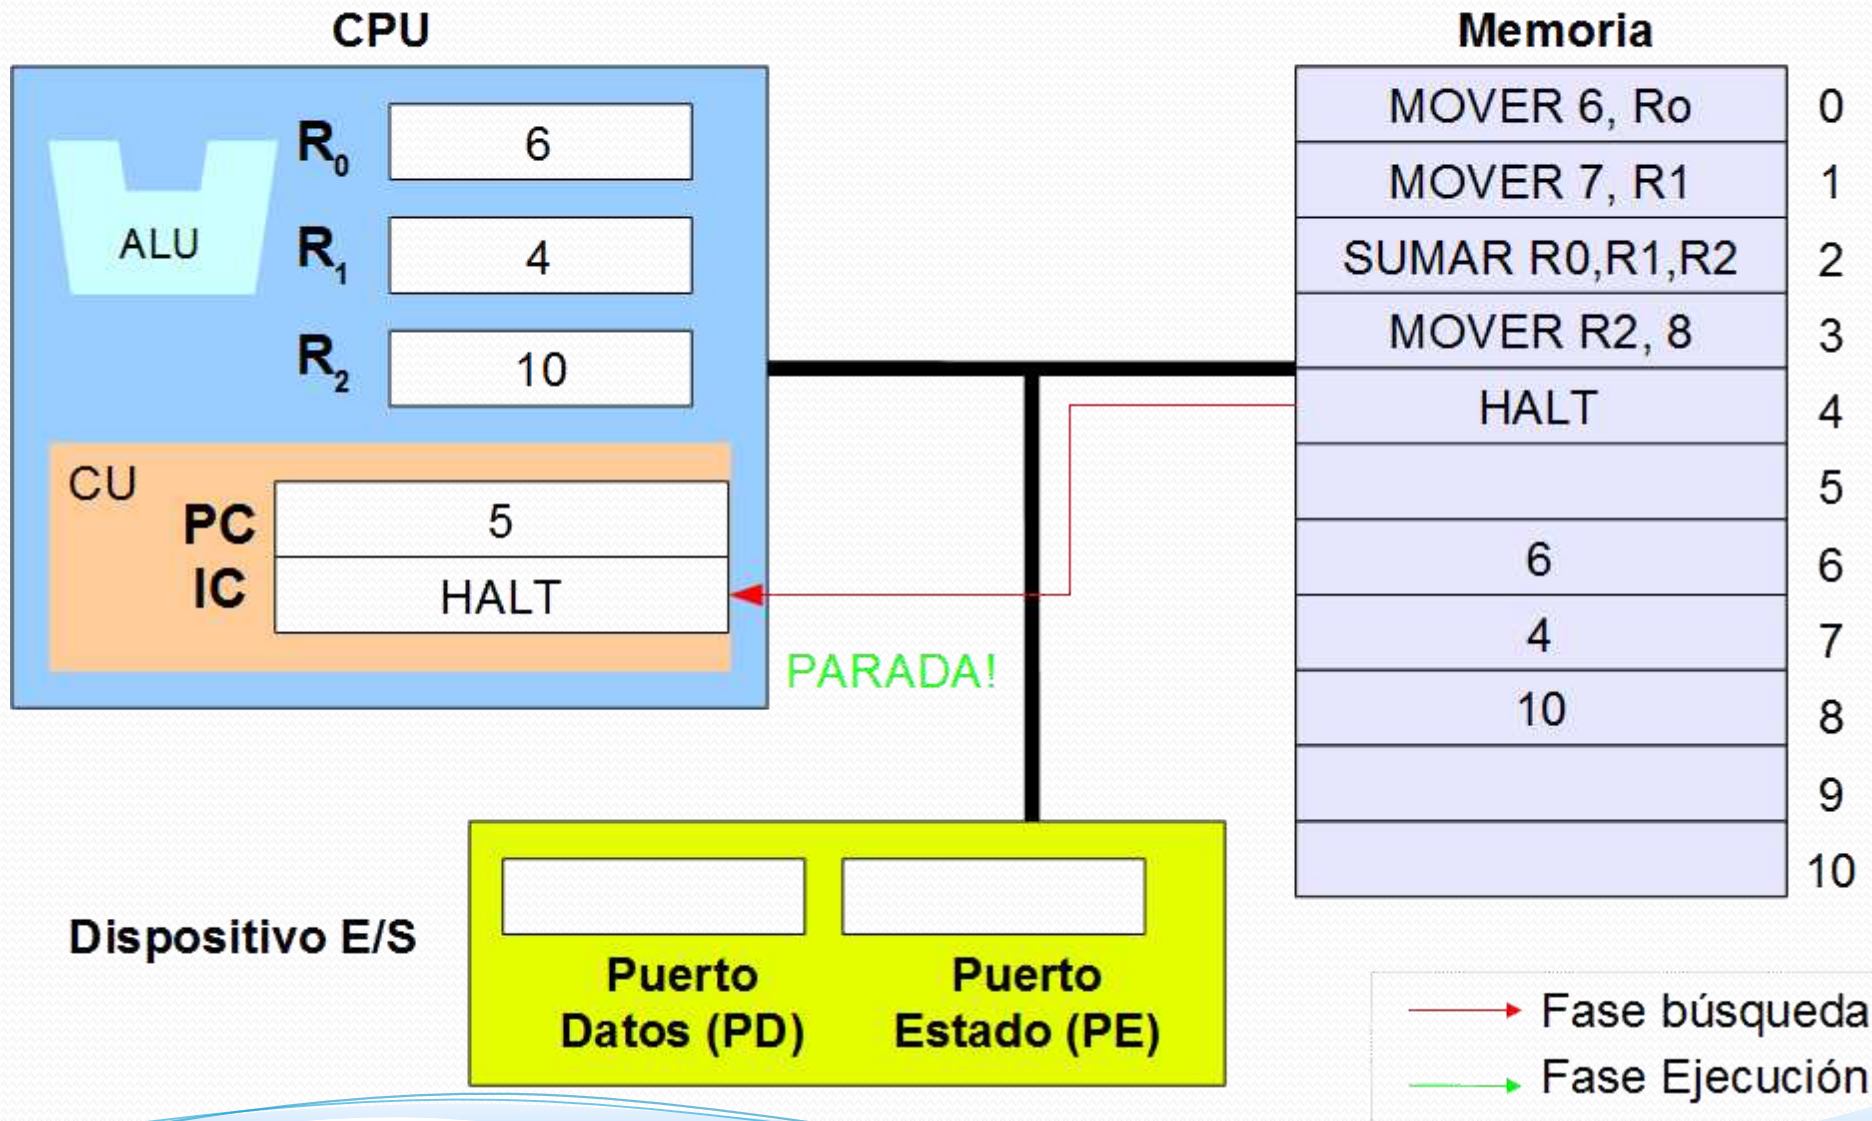 CPU
R0
6
ALU
R1
4
R2
10
CU
PC
5
IC
HALT
PARADA!
Memoria
MOVER 6, Ro
0
MOVER 7, R1
1
SUMAR R0,R1,R2
2
MOVER R2, 8
3
HALT
4
5
6
6
4
7
10
8
9
10
Dispositivo E/S
Puerto
Datos (PD)
Puerto
Estado (PE)
Fase búsqueda
Fase Ejecución